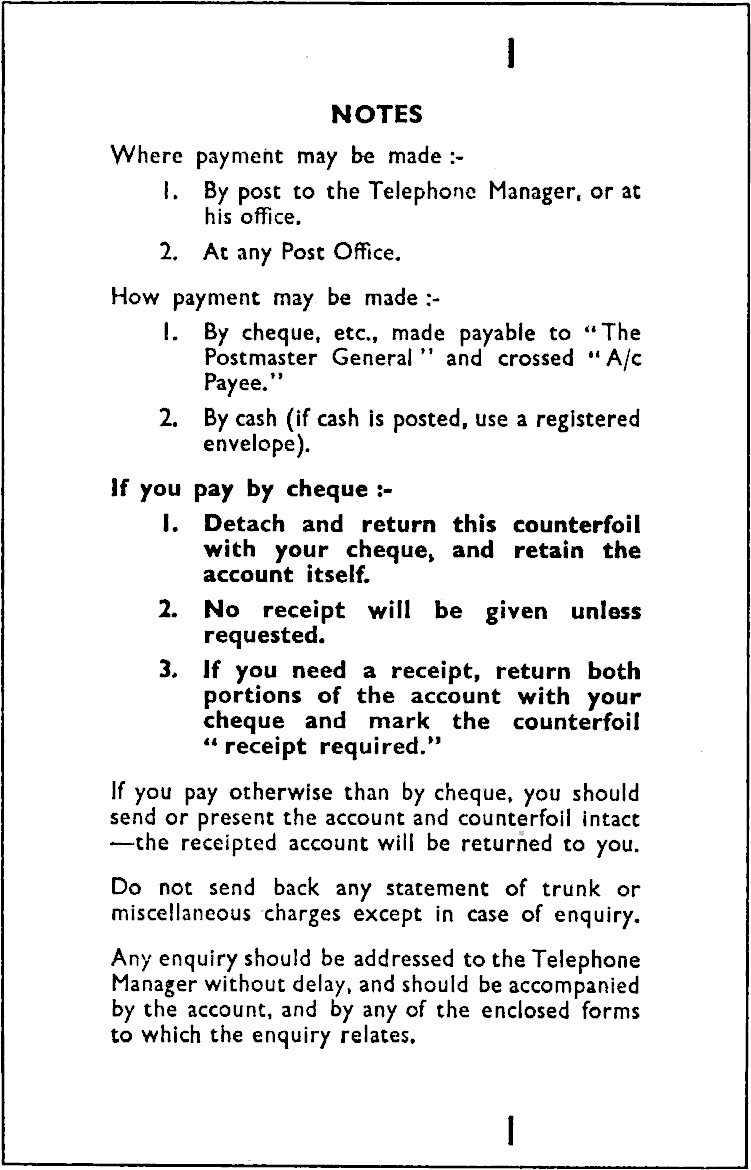 NOTES
Where payment may be made :-
1. By post to the Telephone Manager, or at
his office.
2. At any Post Office.
How payment may be made :-
1. By cheque, etc., made payable to “The
Postmaster General” and crossed “A/c
Payee.”
2. By cash (if cash is posted, use a registered
envelope).
If you pay by cheque :-
1. Detach and return this counterfoil
with your cheque, and retain the
account itself.
2. No receipt will be given unless
requested.
3. If you need a receipt, return both
portions of the account with your
cheque and mark the counterfoil
“receipt required.”
If you pay otherwise than by cheque, you should
send or present the account and counterfoil intact
—the receipted account will be returned to you.
Do not send back any statement of trunk or
miscellaneous charges except in case of enquiry.
Any enquiry should be addressed to the Telephone
Manager without delay, and should be accompanied
by the account, and by any of the enclosed forms
to which the enquiry relates.